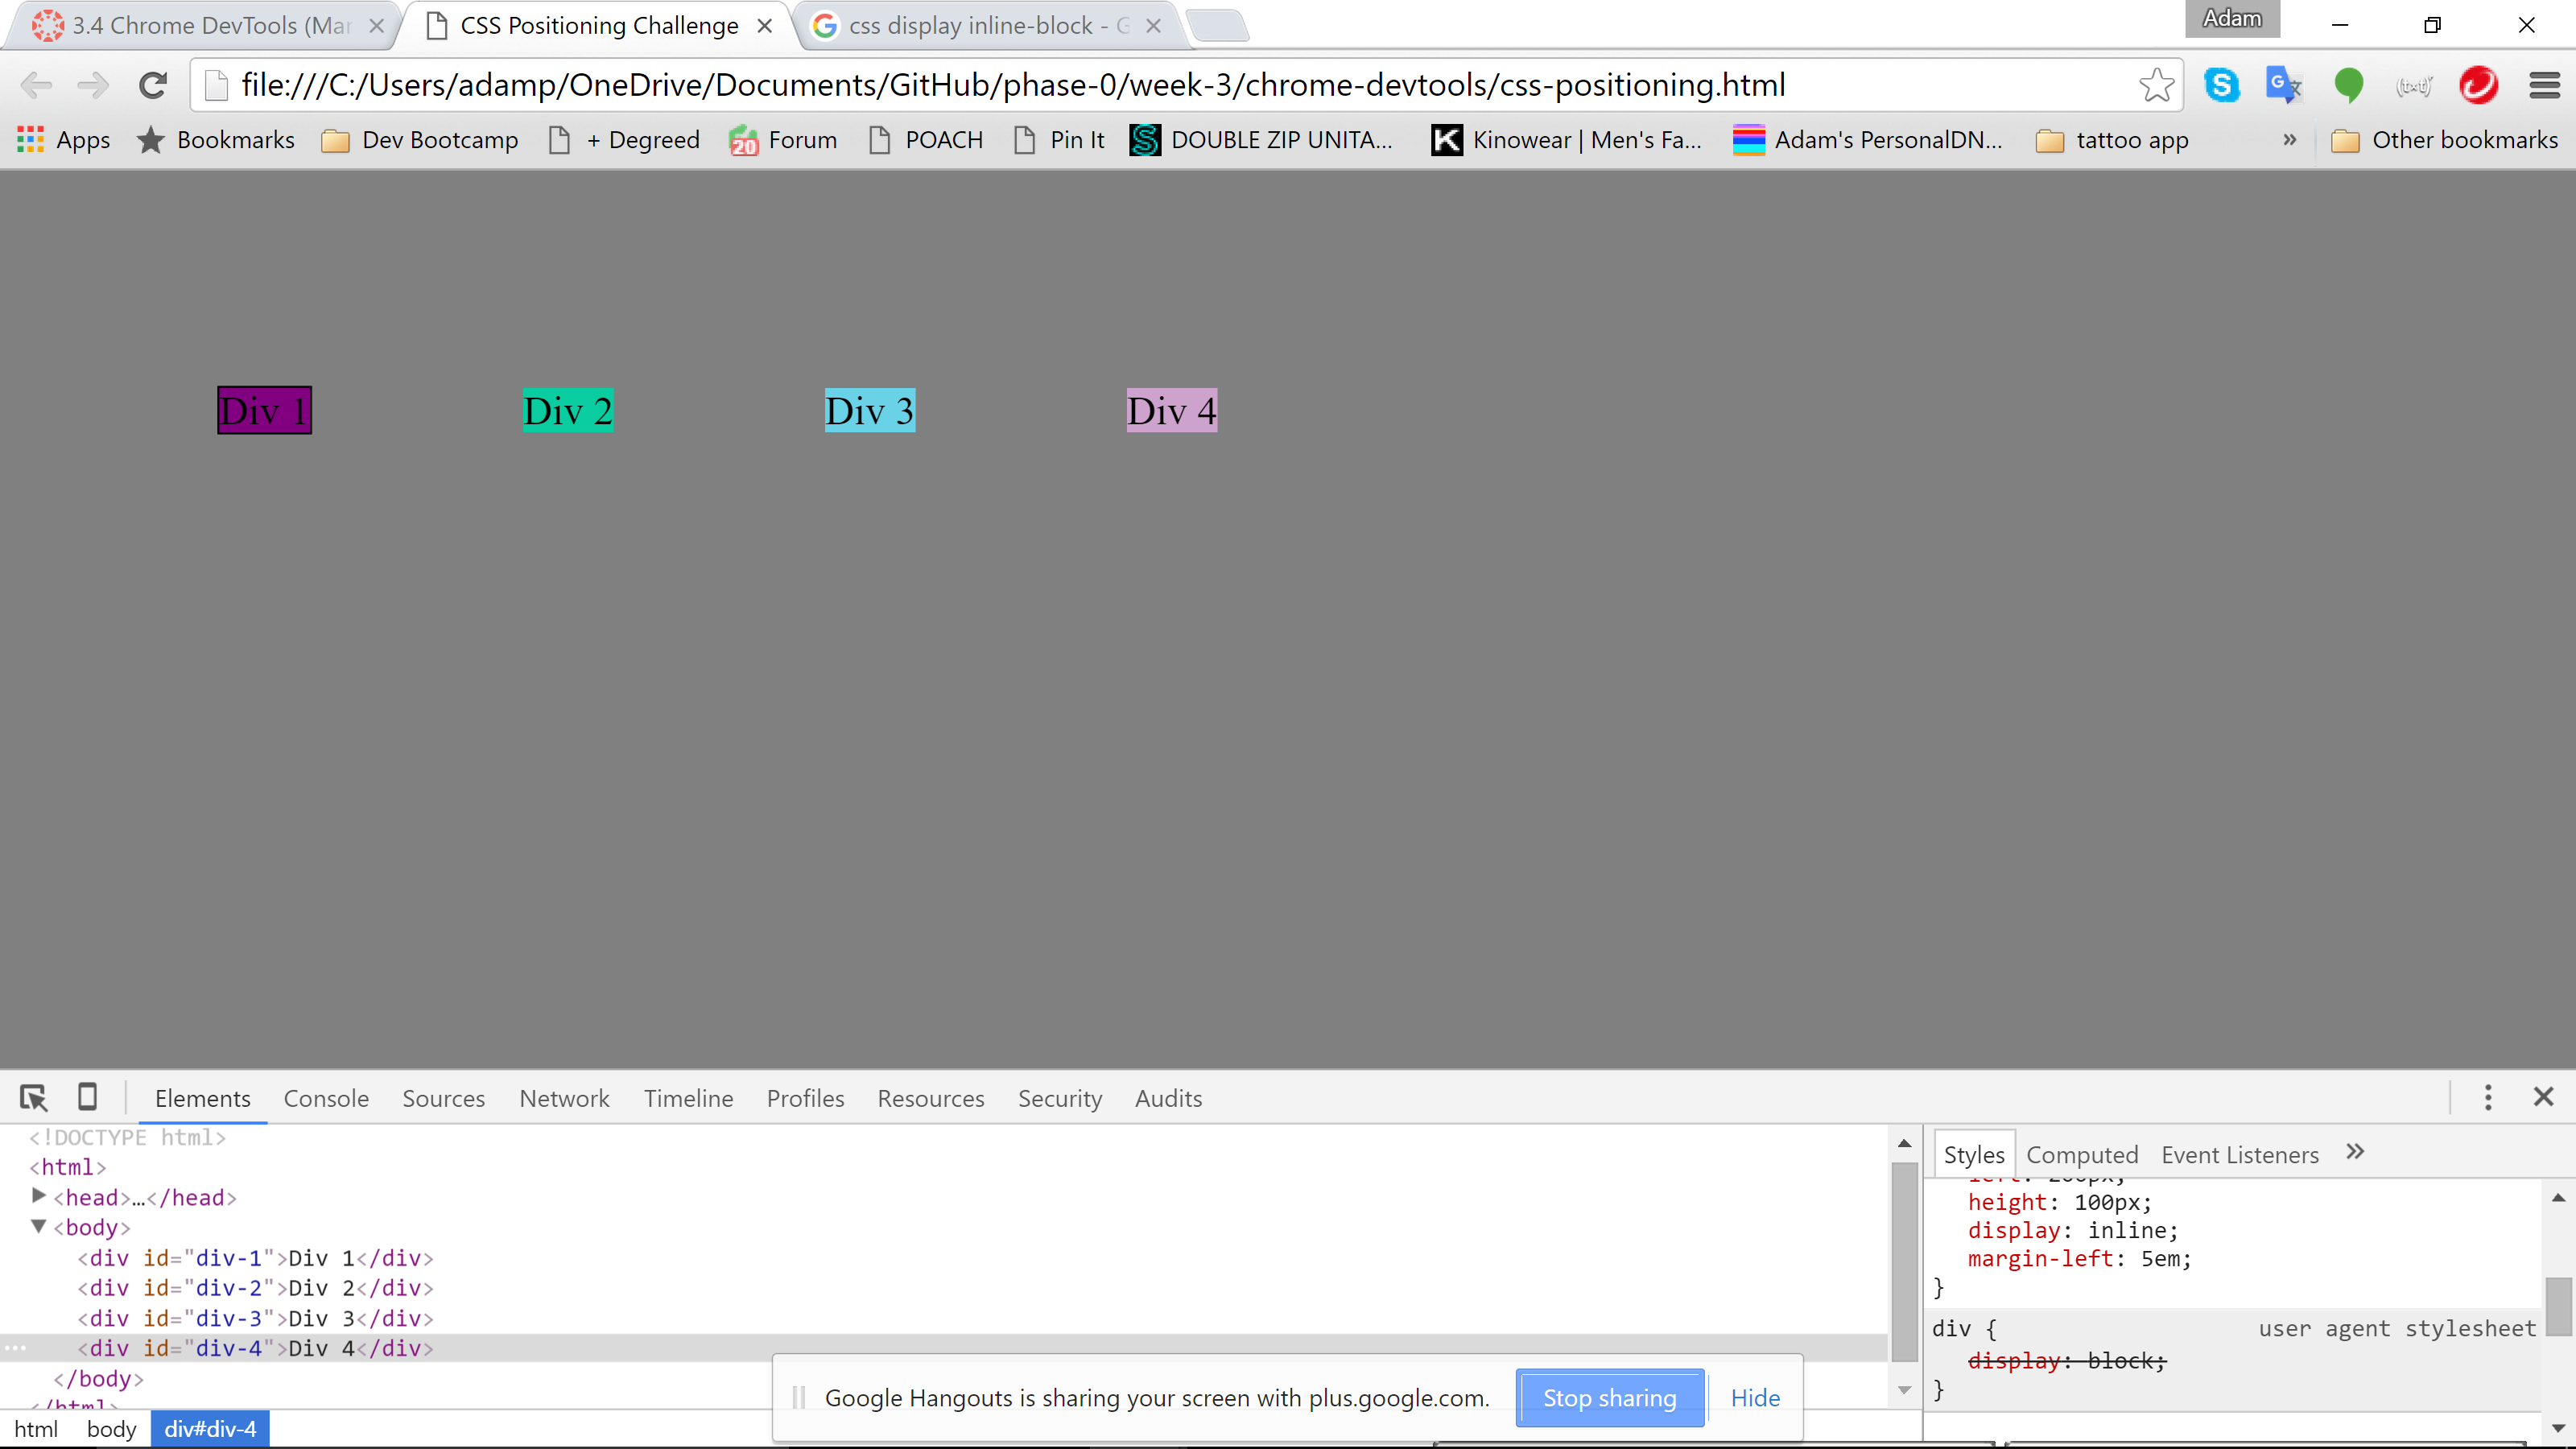 3.4 Chrome DevTools (Mar
CSS Positioning Challenge
css display inline-block - G
Adam
file:///C:/Users/adamp/OneDrive/Documents/GitHub/phase-0/week-3/chrome-devtools/css-positioning.html
Apps Bookmarks Dev Bootcamp + Degreed 20 Forum POACH Pin It DOUBLE ZIP UNITA... Kinowear | Men's Fa... Adam's PersonalDN... tattoo app » Other bookmarks
Div 1 Div 2 Div 3 Div 4
Elements Console Sources Network Timeline Profiles Resources Security Audits
<!DOCTYPE html>
<html>
<head>…</head>
<body>
<div id="div-1">Div 1</div>
<div id="div-2">Div 2</div>
<div id="div-3">Div 3</div>
<div id="div-4">Div 4</div>
</body>
</html>
html body div#div-4
Google Hangouts is sharing your screen with plus.google.com. Stop sharing Hide
Styles Computed Event Listeners »
height: 100px;
display: inline;
margin-left: 5em;
}
div { user agent stylesheet
display: block;
}